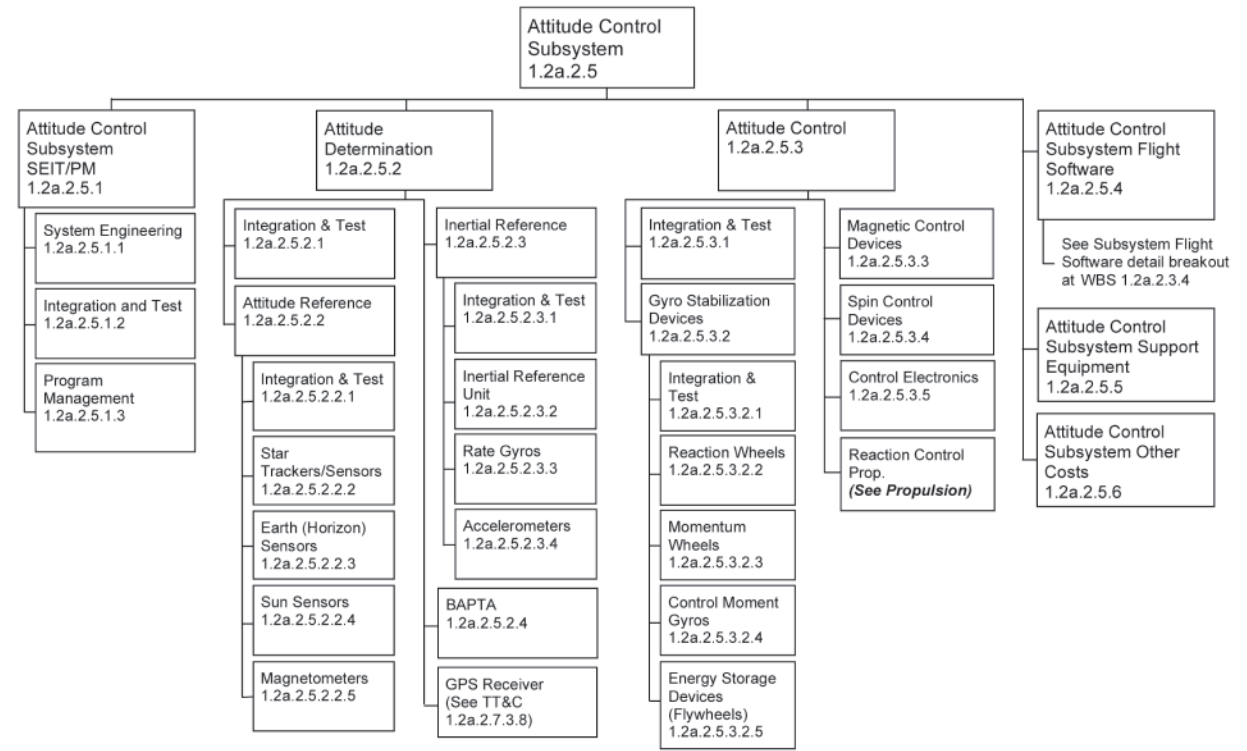 Attitude Control
Subsystem
1.2a.2.5
Attitude Control
Subsystem
SEIT/PM
1.2a.2.5.1
System Engineering
1.2a.2.5.1.1
Integration and Test
1.2a.2.5.1.2
Program
Management
1.2a.2.5.1.3
Attitude
Determination
1.2a.2.5.2
Integration & Test
1.2a.2.5.2.1
Attitude Reference
1.2a.2.5.2.2
Integration & Test
1.2a.2.5.2.2.1
Star
Trackers/Sensors
1.2a.2.5.2.2.2
Earth (Horizon)
Sensors
1.2a.2.5.2.2.3
Sun Sensors
1.2a.2.5.2.2.4
Magnetometers
1.2a.2.5.2.2.5
Inertial Reference
1.2a.2.5.2.3
Integration & Test
1.2a.2.5.2.3.1
Inertial Reference
Unit
1.2a.2.5.2.3.2
Rate Gyros
1.2a.2.5.2.3.3
Accelerometers
1.2a.2.5.2.3.4
BAPTA
1.2a.2.5.2.4
GPS Receiver
(See TT&C
1.2a.2.7.3.8)
Attitude Control
1.2a.2.5.3
Integration & Test
1.2a.2.5.3.1
Gyro Stabilization
Devices
1.2a.2.5.3.2
Integration &
Test
1.2a.2.5.3.2.1
Reaction Wheels
1.2a.2.5.3.2.2
Momentum
Wheels
1.2a.2.5.3.2.3
Control Moment
Gyros
1.2a.2.5.3.2.4
Energy Storage
Devices
(Flywheels)
1.2a.2.5.3.2.5
Magnetic Control
Devices
1.2a.2.5.3.3
Spin Control
Devices
1.2a.2.5.3.4
Control Electronics
1.2a.2.5.3.5
Reaction Control
Prop.
(See Propulsion)
Attitude Control
Subsystem Flight
Software
1.2a.2.5.4
See Subsystem Flight
Software detail breakout
at WBS 1.2a.2.3.4
Attitude Control
Subsystem Support
Equipment
1.2a.2.5.5
Attitude Control
Subsystem Other
Costs
1.2a.2.5.6